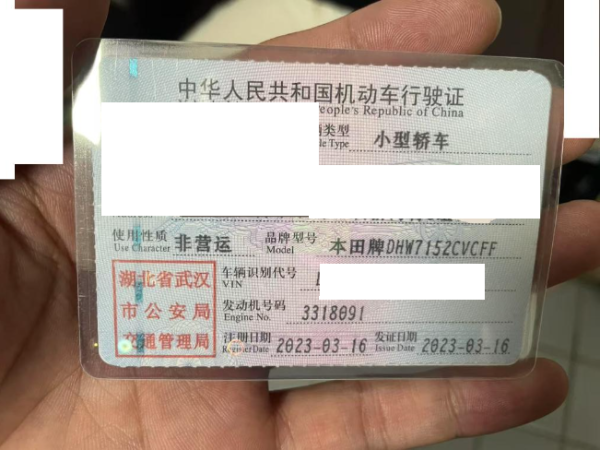 中华人民共和国机动车行驶证
eople's Republic of China
类型 小型轿车
le Type
使用性质 非营运 品牌型号 本田牌DHW7152CVCFF
Use Character Model
湖北省武汉 车辆识别代号
VIN
市公安局 发动机号码 3318091
Engine No.
交通管理局 注册日期 2023-03-16 发证日期 2023-03-16
Register Date Issue Date